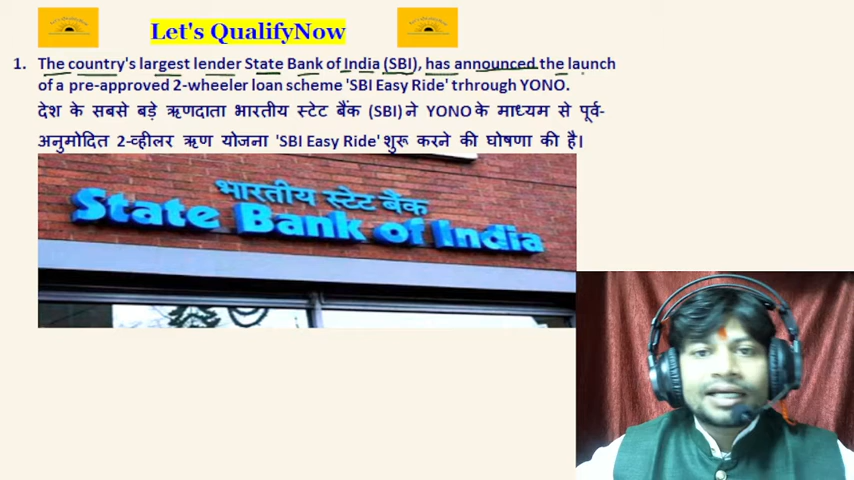 Let's QualifyNow
1. The country's largest lender State Bank of India (SBI), has announced the launch
of a pre-approved 2-wheeler loan scheme 'SBI Easy Ride' trhrough YONO.
देश के सबसे बड़े ऋणदाता भारतीय स्टेट बैंक (SBI) ने YONO के माध्यम से पूर्व-
अनुमोदित 2-व्हीलर ऋण योजना 'SBI Easy Ride' शुरू करने की घोषणा की है।
भारतीय स्टेट बैंक
State Bank of India